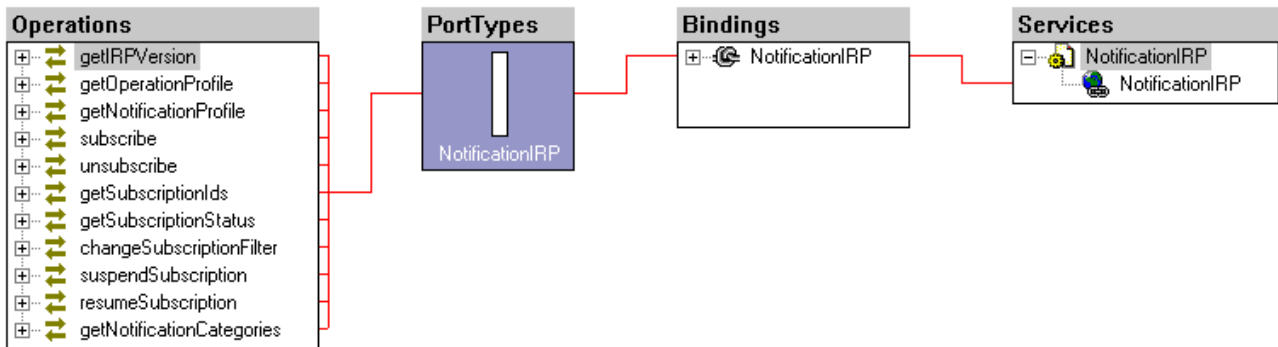 Operations
getIRPVersion
getOperationProfile
getNotificationProfile
subscribe
unsubscribe
getSubscriptionIds
getSubscriptionStatus
changeSubscriptionFilter
suspendSubscription
resumeSubscription
getNotificationCategories
PortTypes
NotificationIRP
Bindings
NotificationIRP
Services
NotificationIRP
NotificationIRP